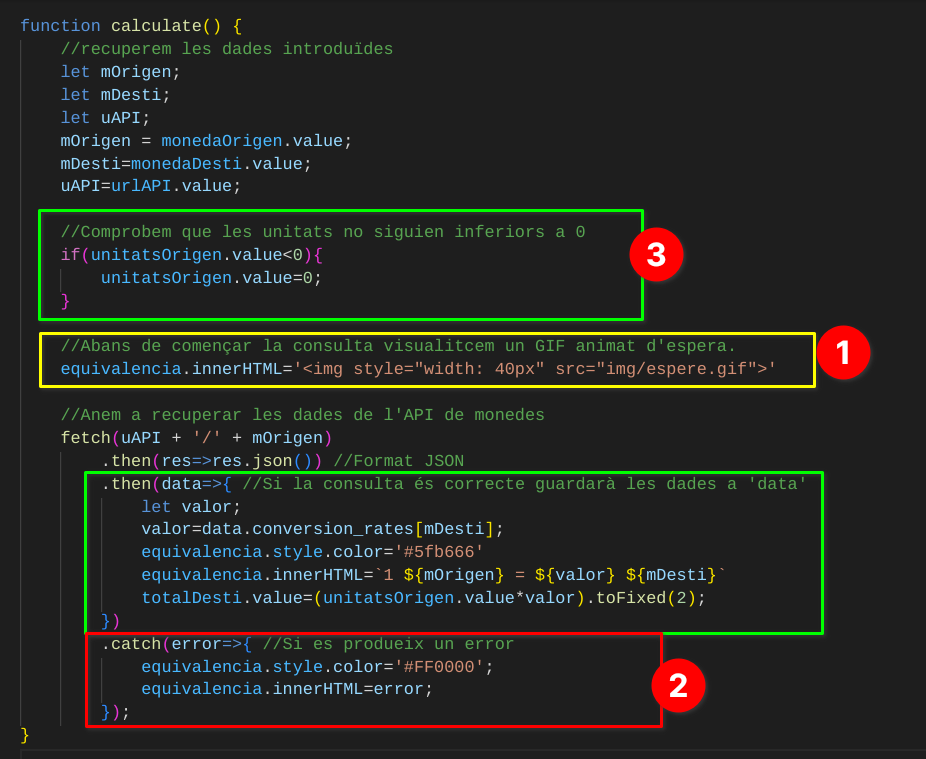 function calculate() {
    //recuperem les dades introduïdes
    let mOrigen;
    let mDesti;
    let uAPI;
    mOrigen = monedaOrigen.value;
    mDesti=monedaDesti.value;
    uAPI=urlAPI.value;
    //Comprobem que les unitats no siguien inferiors a 0
    if(unitatsOrigen.value<0){
        unitatsOrigen.value=0;
    }
3
    //Abans de començar la consulta visualitcem un GIF animat d'espera.
    equivalencia.innerHTML='<img style="width: 40px" src="img/espere.gif">'
1
    //Anem a recuperar les dades de l'API de monedes
    fetch(uAPI + '/' + mOrigen)
        .then(res=>res.json()) //Format JSON
        .then(data=>{ //Si la consulta és correcte guardarà les dades a 'data'
            let valor;
            valor=data.conversion_rates[mDesti];
            equivalencia.style.color='#5fb666'
            equivalencia.innerHTML=`1 ${mOrigen} = ${valor} ${mDesti}`
            totalDesti.value=(unitatsOrigen.value*valor).toFixed(2);
        })
        .catch(error=>{ //Si es produeix un error
            equivalencia.style.color='#FF0000';
            equivalencia.innerHTML=error;
        });
2
}